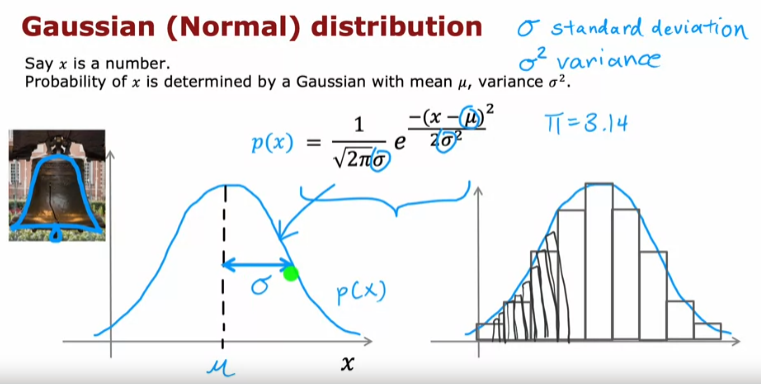 Gaussian (Normal) distribution
σ standard deviation
σ² variance
Say x is a number.
Probability of x is determined by a Gaussian with mean μ, variance σ².
p(x) = 1/√2πσ e^(-(x-μ)²/2σ²)
π = 3.14
σ
p(x)
μ
x